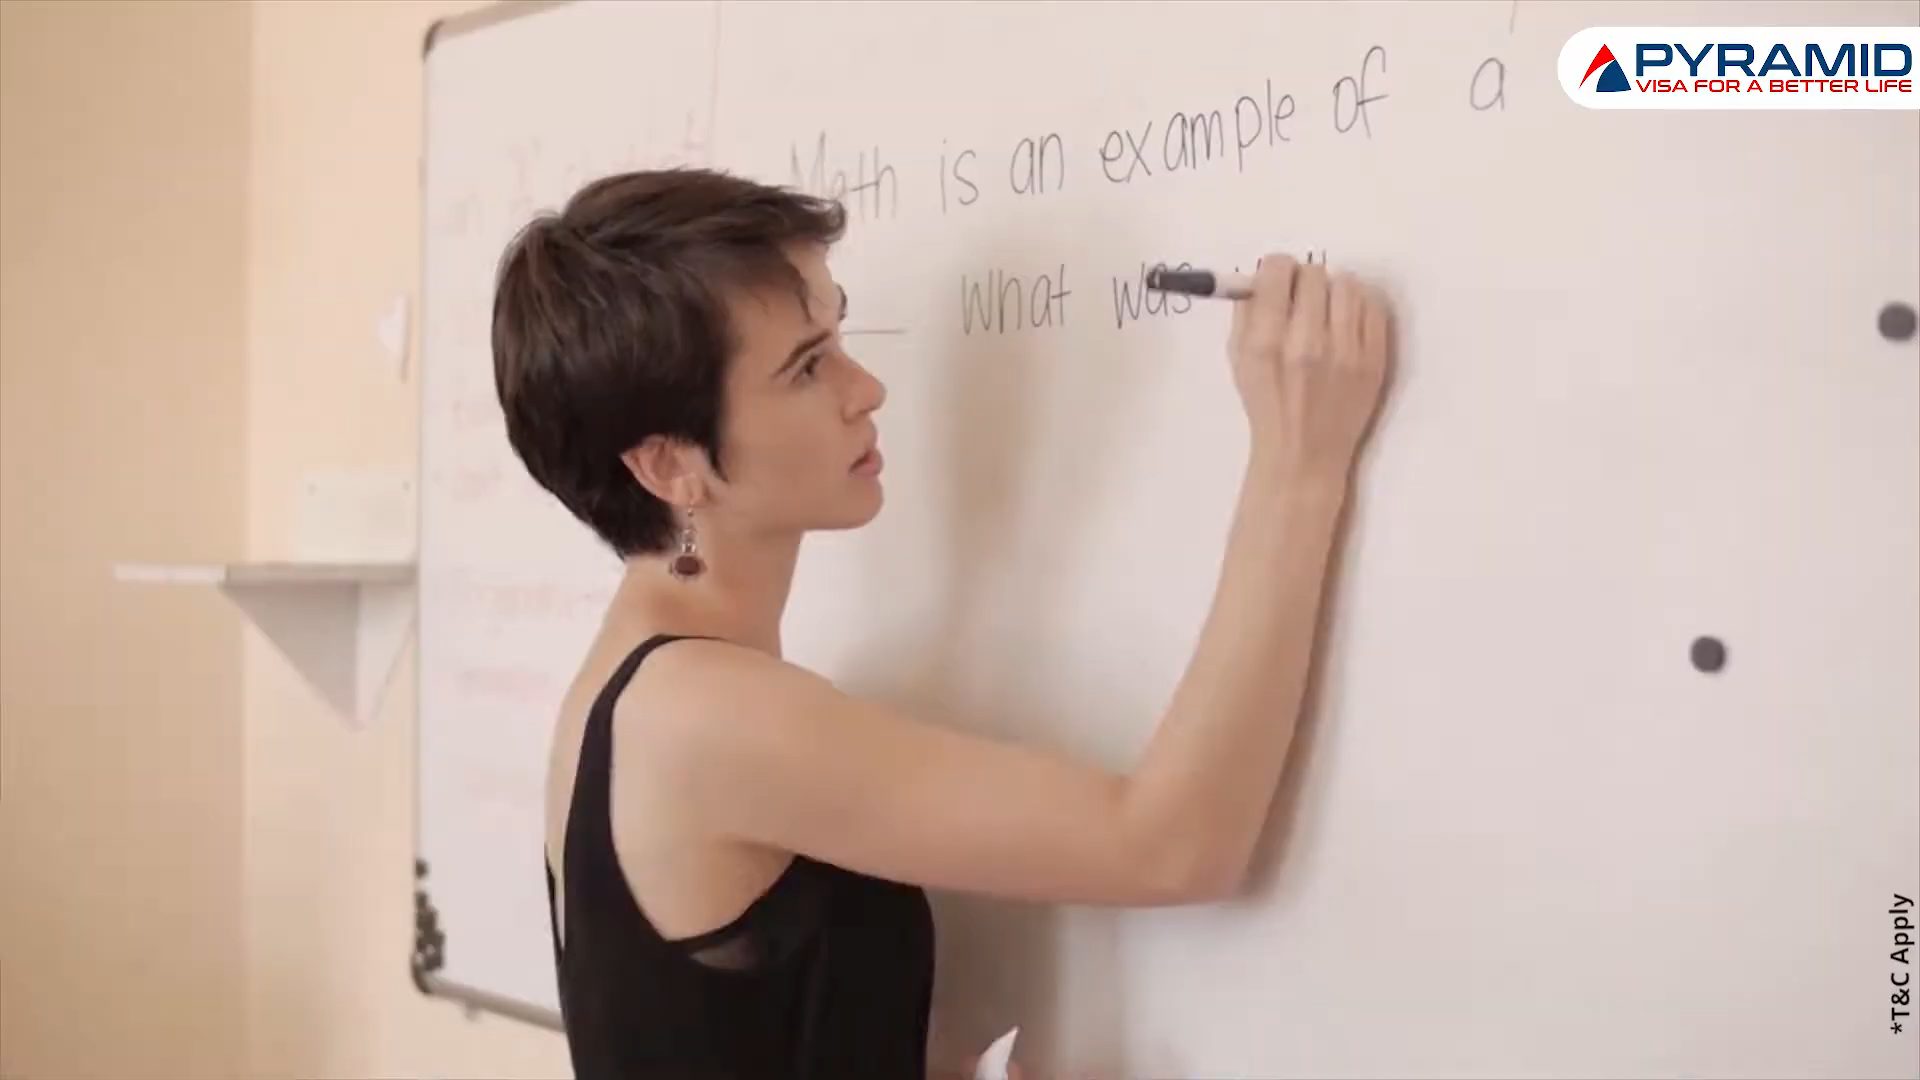 PYRAMID
VISA FOR A BETTER LIFE
Math is an example of a
What was
*T&C Apply